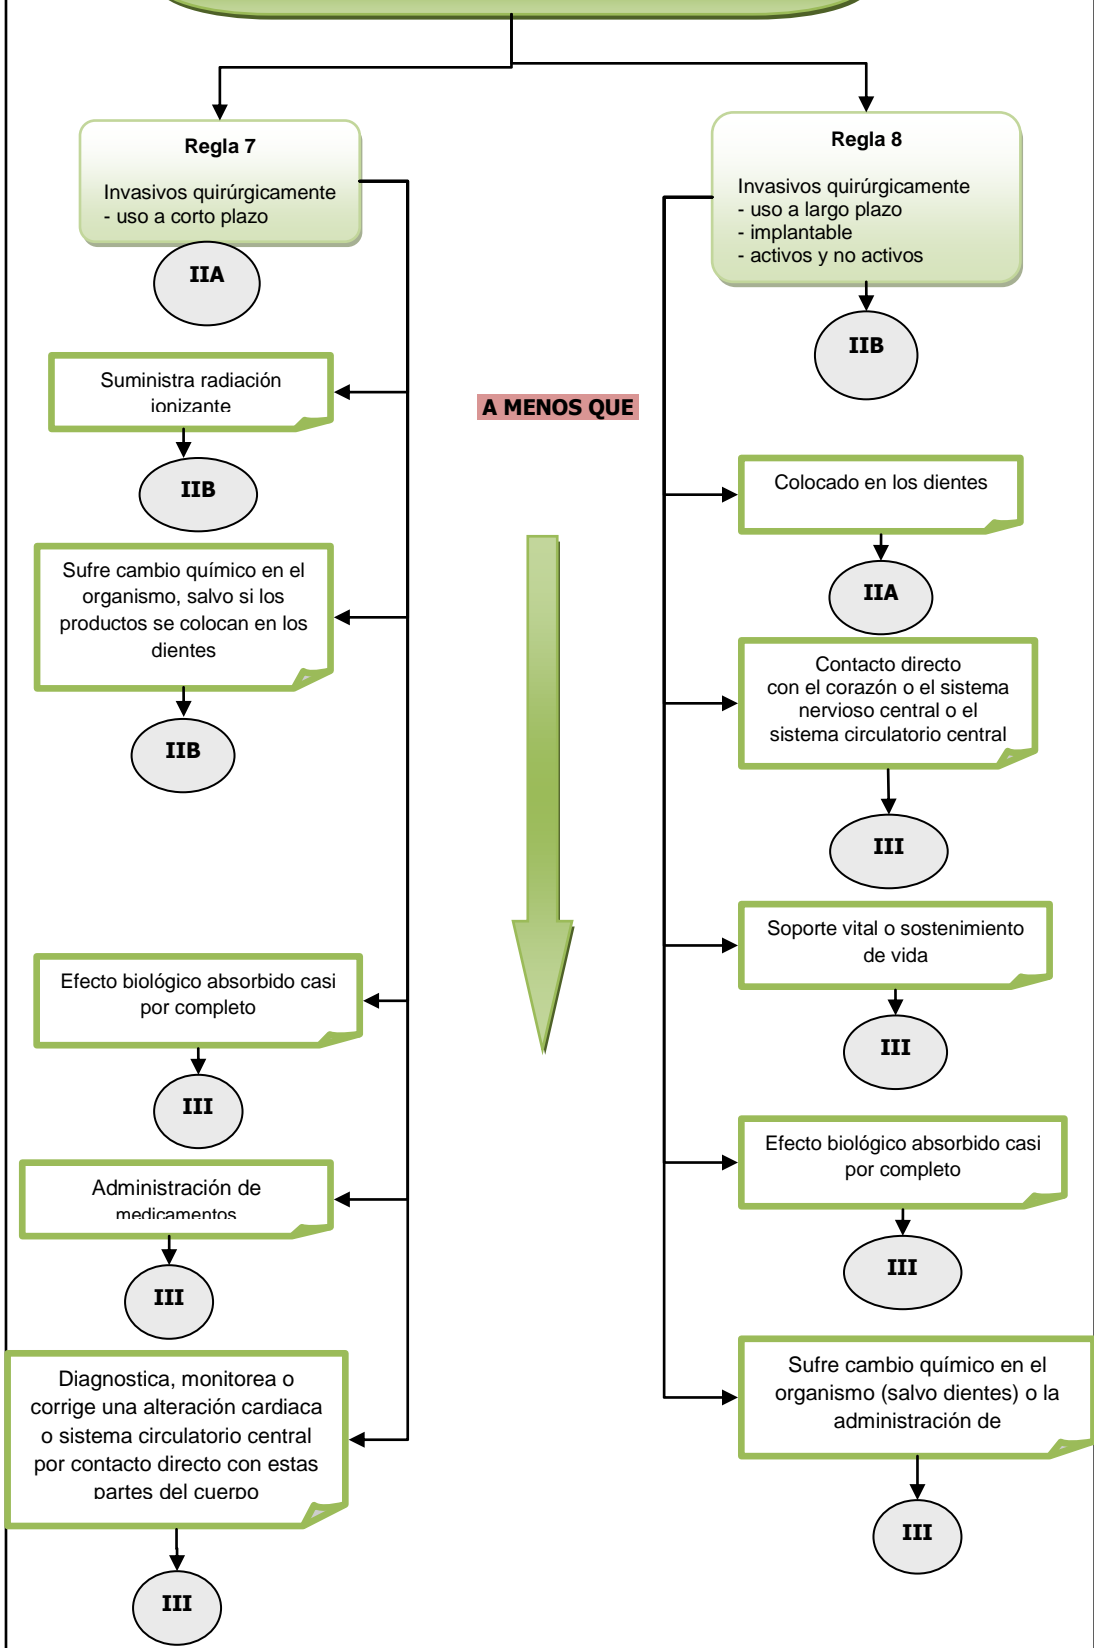 Regla 7
Invasivos quirúrgicamente
- uso a corto plazo
IIA
Suministra radiación
ionizante
IIB
Sufre cambio químico en el
organismo, salvo si los
productos se colocan en los
dientes
IIB
Efecto biológico absorbido casi
por completo
III
Administración de
medicamentos
III
Diagnostica, monitorea o
corrige una alteración cardiaca
o sistema circulatorio central
por contacto directo con estas
partes del cuerpo
III
A MENOS QUE
Regla 8
Invasivos quirúrgicamente
- uso a largo plazo
- implantable
- activos y no activos
IIB
Colocado en los dientes
IIA
Contacto directo
con el corazón o el sistema
nervioso central o el
sistema circulatorio central
III
Soporte vital o sostenimiento
de vida
III
Efecto biológico absorbido casi
por completo
III
Sufre cambio químico en el
organismo (salvo dientes) o la
administración de
III